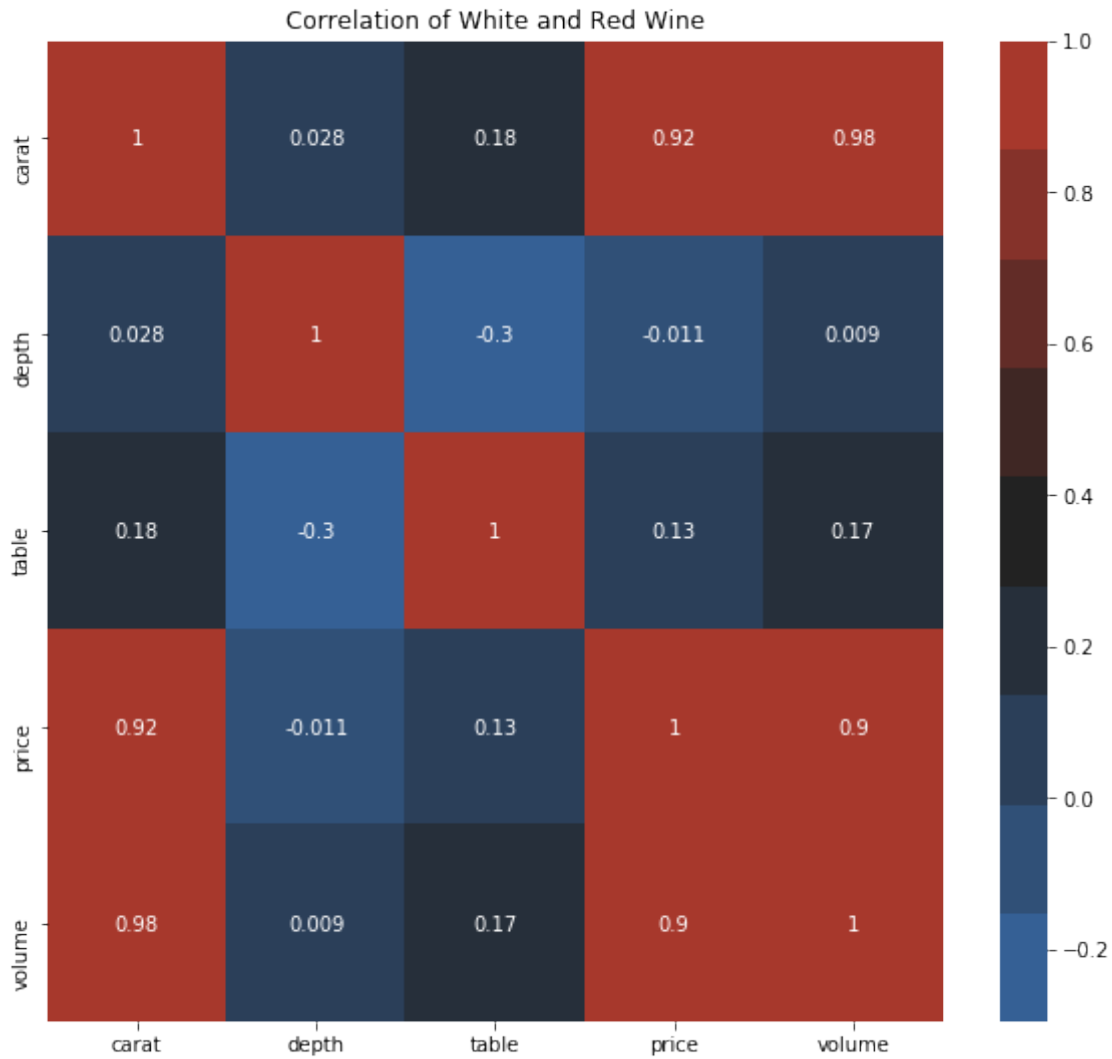 Correlation of White and Red Wine
carat 1 0.028 0.18 0.92 0.98
depth 0.028 1 -0.3 -0.011 0.009
table 0.18 -0.3 1 0.13 0.17
price 0.92 -0.011 0.13 1 0.9
volume 0.98 0.009 0.17 0.9 1
carat depth table price volume
1.0
0.8
0.6
0.4
0.2
0.0
−0.2